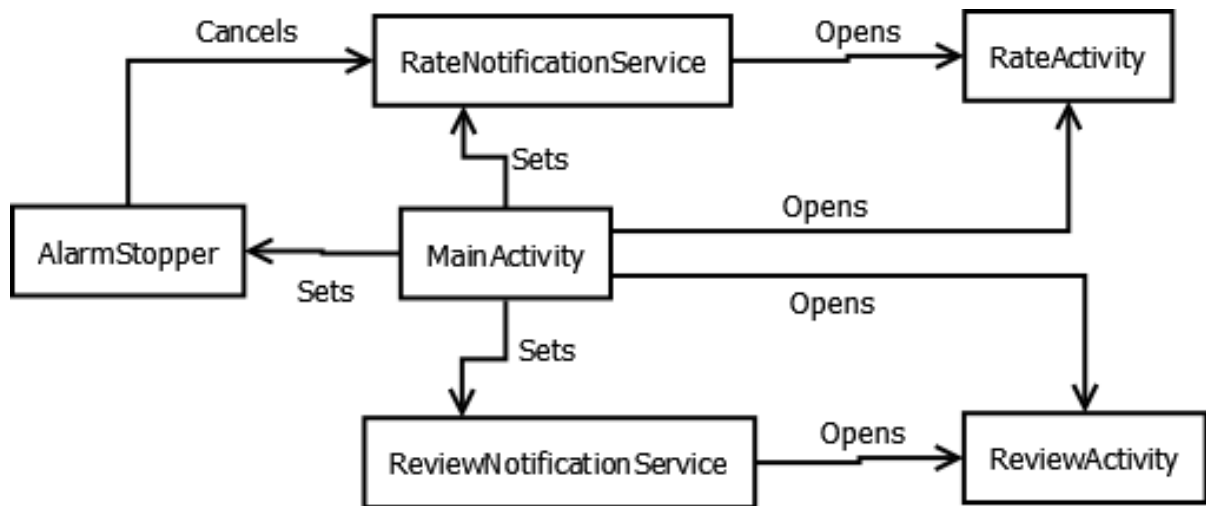 Cancels
Opens
RateNotificationService
RateActivity
Sets
Opens
AlarmStopper
MainActivity
Sets
Opens
Sets
Opens
ReviewNotificationService
ReviewActivity